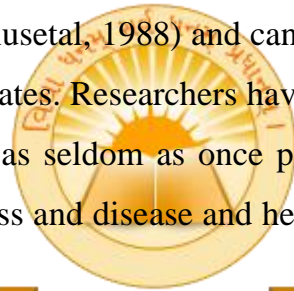 usetal, 1988) and can
ates. Researchers hav
as seldom as once p
ss and disease and he